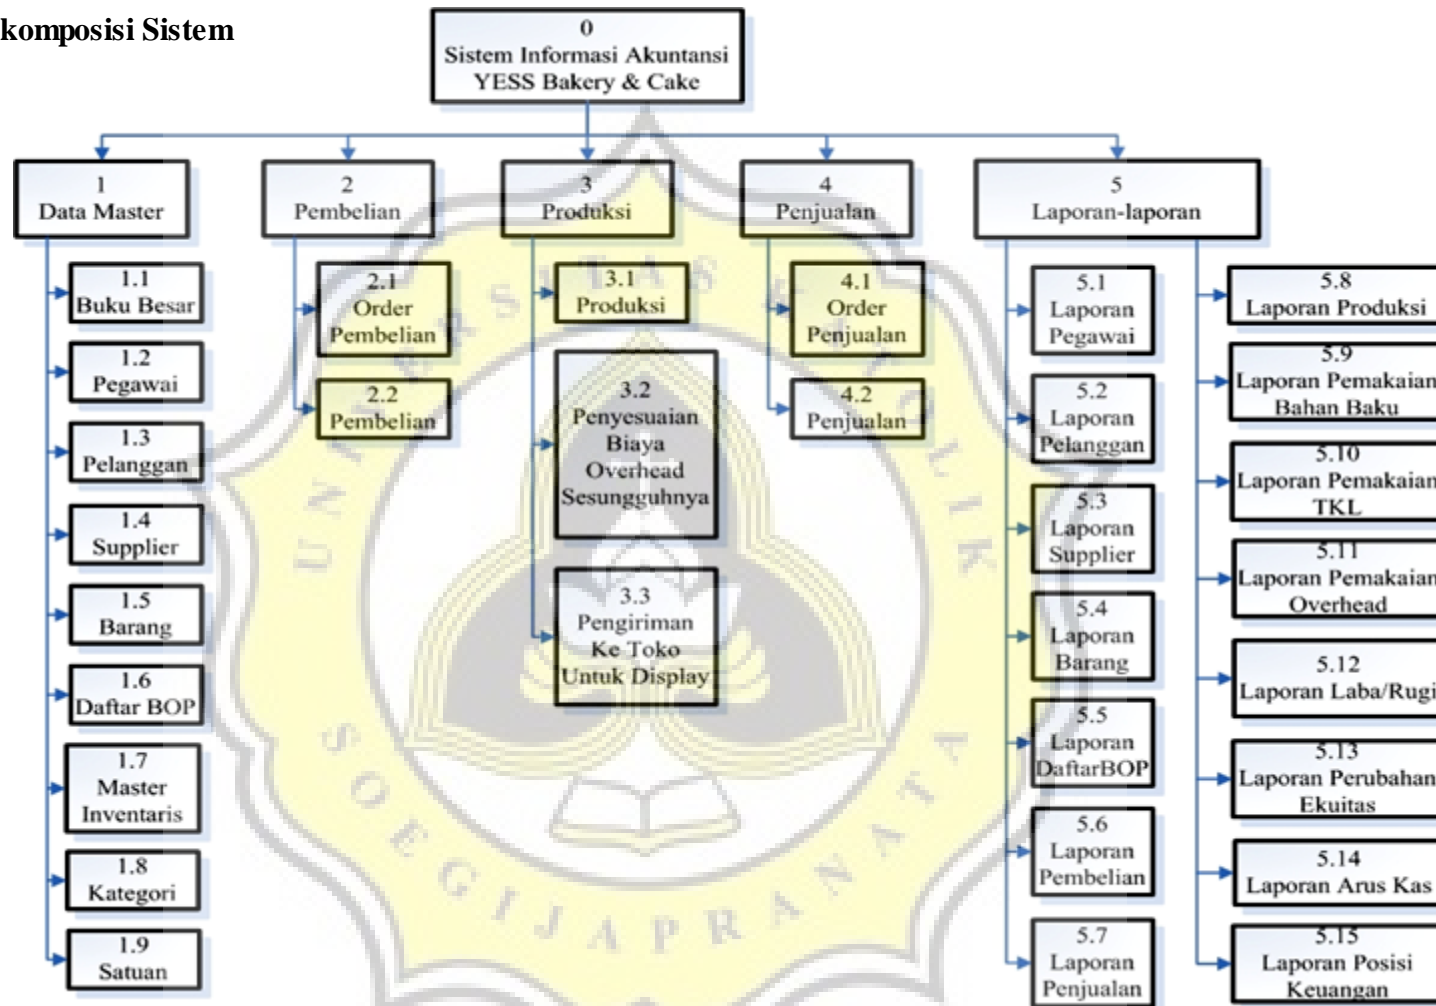 komposisi Sistem
0
Sistem Informasi Akuntansi
YESS Bakery & Cake
1
Data Master
2
Pembelian
3
Produksi
4
Penjualan
5
Laporan-laporan
1.1
Buku Besar
1.2
Pegawai
1.3
Pelanggan
1.4
Supplier
1.5
Barang
1.6
Daftar BOP
1.7
Master
Inventaris
1.8
Kategori
1.9
Satuan
2.1
Order
Pembelian
2.2
Pembelian
3.1
Produksi
3.2
Penyesuaian
Biaya
Overhead
Sesungguhnya
3.3
Pengiriman
Ke Toko
Untuk Display
4.1
Order
Penjualan
4.2
Penjualan
5.1
Laporan
Pegawai
5.2
Laporan
Pelanggan
5.3
Laporan
Supplier
5.4
Laporan
Barang
5.5
Laporan
DaftarBOP
5.6
Laporan
Pembelian
5.7
Laporan
Penjualan
5.8
Laporan Produksi
5.9
Laporan Pemakaian
Bahan Baku
5.10
Laporan Pemakaian
TKL
5.11
Laporan Pemakaian
Overhead
5.12
Laporan Laba/Rugi
5.13
Laporan Perubahan
Ekuitas
5.14
Laporan Arus Kas
5.15
Laporan Posisi
Keuangan
SOEGIJAPRANATA